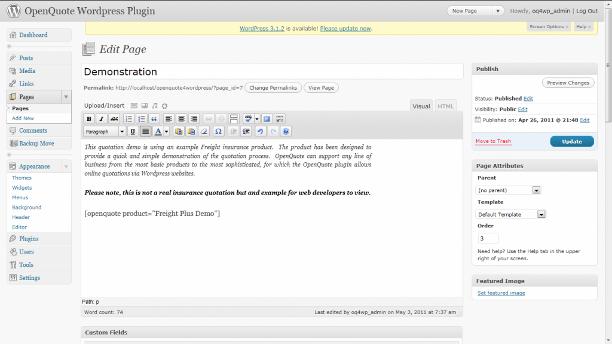 OpenQuote Wordpress Plugin
New Page
Howdy, oq4wp_admin | Log Out
WordPress 3.1.2 is available! Please update now.
Screen Options
Help
Dashboard
Posts
Media
Links
Pages
Pages
Add New
Comments
Backup Move
Appearance
Themes
Widgets
Menus
Background
Header
Editor
Plugins
Users
Tools
Settings
Edit Page
Demonstration
Permalink: http://localhost/openquote4wordpress/?page_id=7 Change Permalinks View Page
Upload/Insert
Visual HTML
Paragraph
This quotation demo is using an example Freight insurance product. The product has been designed to
provide a quick and simple demonstration of the quotation process. OpenQuote can support any line of
business from the most basic products to the most sophisticated, for which the OpenQuote plugin allows
online quotations via Wordpress websites.
Please note, this is not a real insurance quotation but and example for web developers to view.
[openquote product="Freight Plus Demo"]
Path: p
Word count: 74
Last edited by oq4wp_admin on May 3, 2011 at 7:37 am
Custom Fields
Publish
Preview Changes
Status: Published Edit
Visibility: Public Edit
Published on: Apr 26, 2011 @ 21:40 Edit
Move to Trash
Update
Page Attributes
Parent
(no parent)
Template
Default Template
Order
3
Need help? Use the Help tab in the upper
right of your screen.
Featured Image
Set featured image